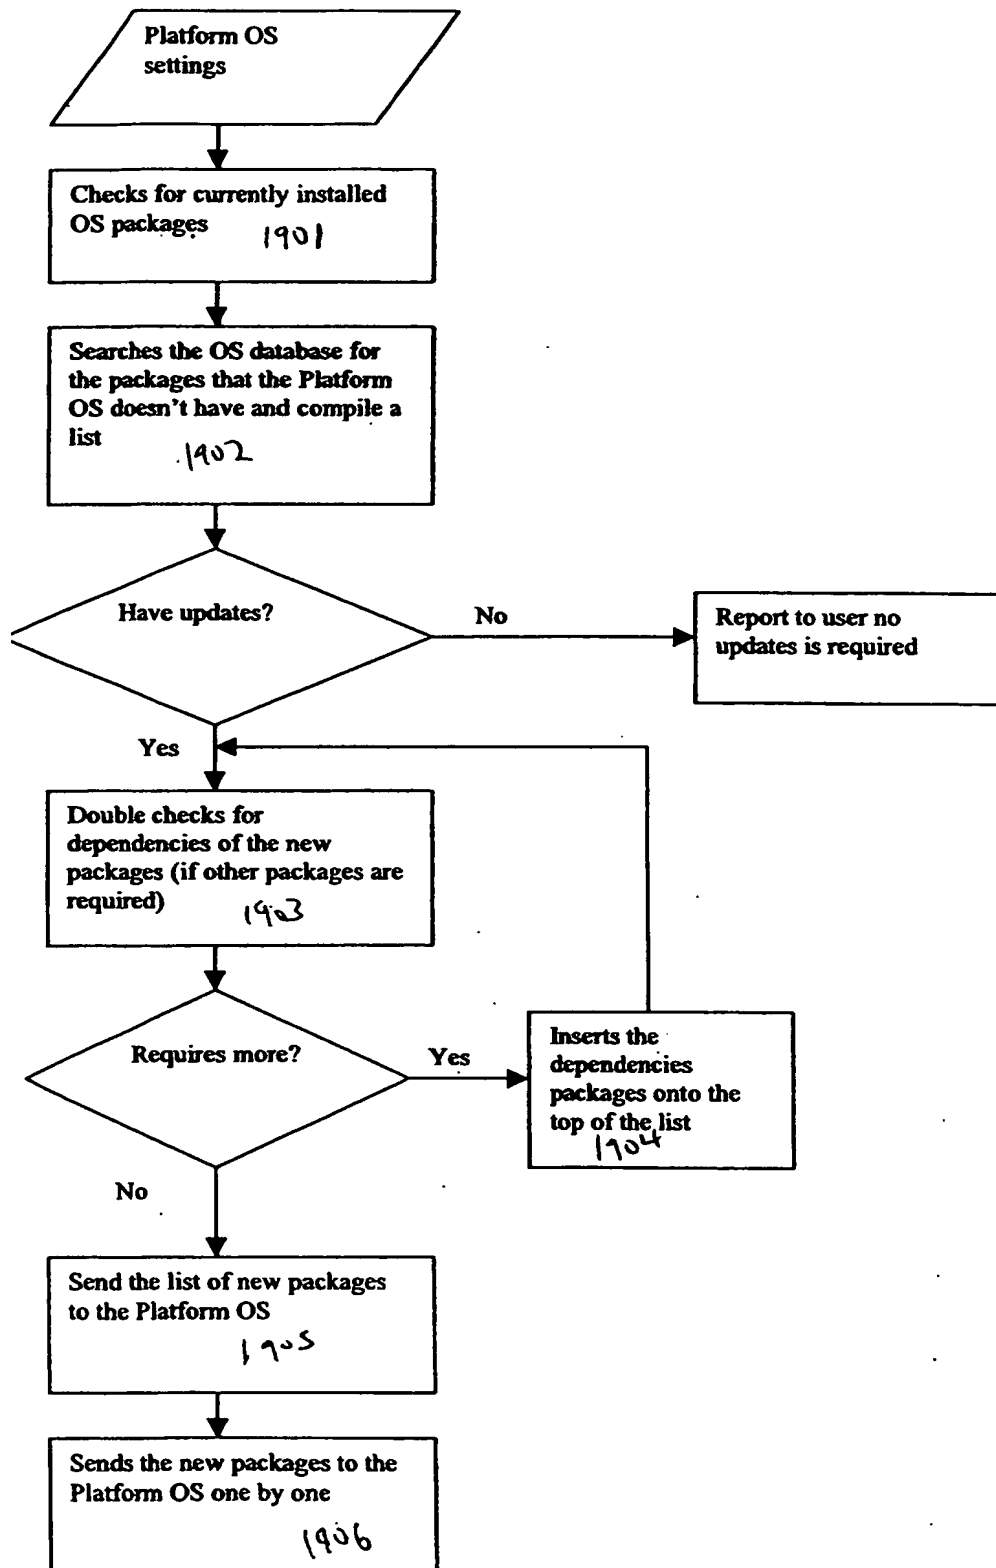 Platform OS
settings
Checks for currently installed
OS packages
1901
Searches the OS database for
the packages that the Platform
OS doesn't have and compile a
list
1902
Have updates?
No
Report to user no
updates is required
Yes
Double checks for
dependencies of the new
packages (if other packages are
required)
1903
Requires more?
Yes
Inserts the
dependencies
packages onto the
top of the list
1904
No
Send the list of new packages
to the Platform OS
1905
Sends the new packages to the
Platform OS one by one
1906